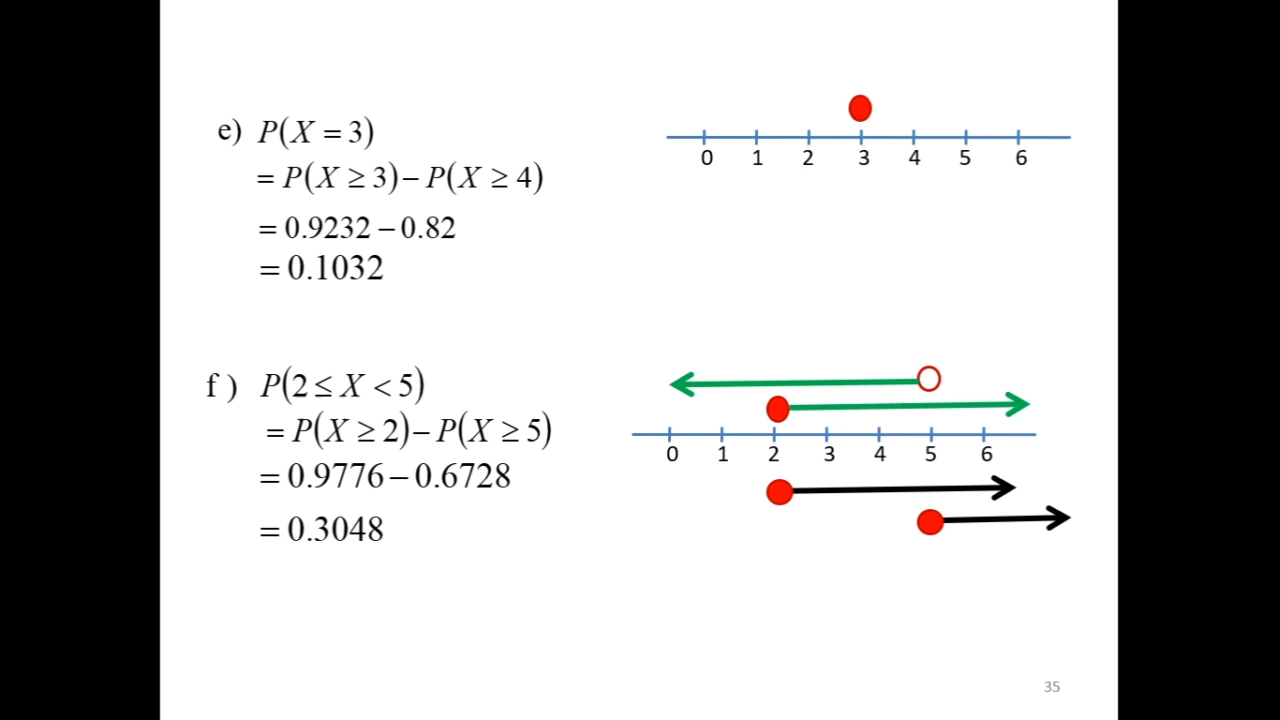 e) P(X = 3)
= P(X ≥ 3) – P(X ≥ 4)
= 0.9232 – 0.82
= 0.1032
0 1 2 3 4 5 6
f ) P(2 ≤ X < 5)
= P(X ≥ 2) – P(X ≥ 5)
= 0.9776 – 0.6728
= 0.3048
0 1 2 3 4 5 6
35